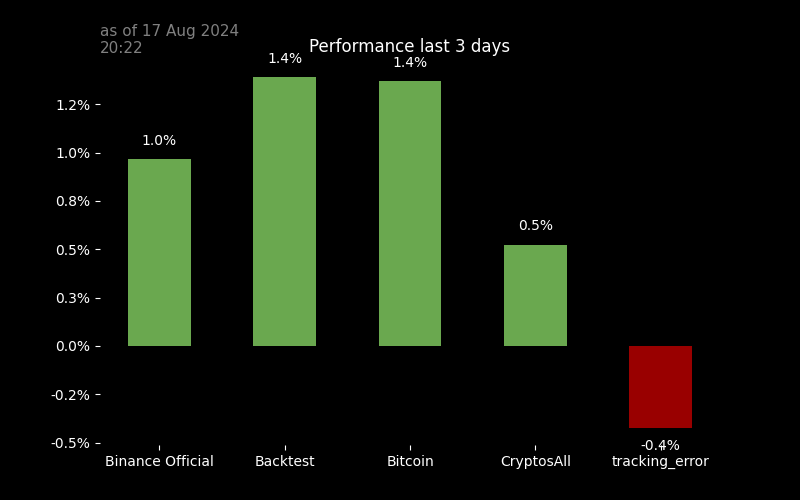 as of 17 Aug 2024
20:22
Performance last 3 days
1.4%
1.4%
1.0%
0.5%
-0.4%
1.2%
1.0%
0.8%
0.5%
0.3%
0.0%
-0.2%
-0.5%
Binance Official
Backtest
Bitcoin
CryptosAll
tracking_error